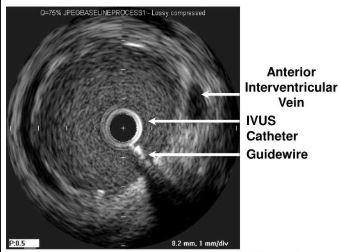 Q=75% JPEGBASELINEPROCESS1 - Lossy compressed
Anterior
Interventricular
Vein
IVUS
Catheter
Guidewire
P:0.5
8.2 mm, 1 mm/div